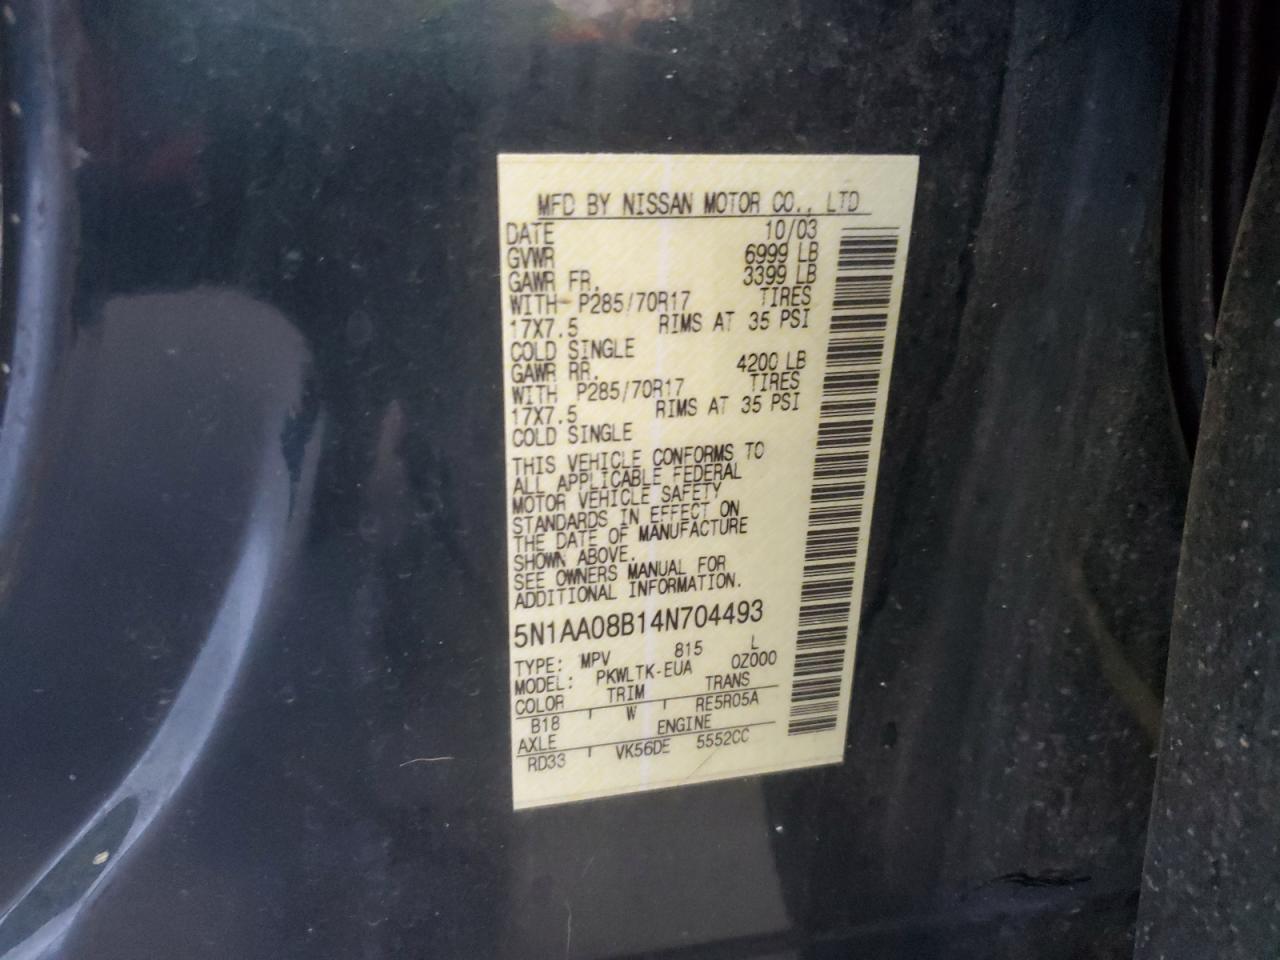 MFD BY NISSAN MOTOR CO., LTD
DATE 10/03
GVWR 6999 LB
GAWR FR. 3399 LB
WITH P285/70R17 TIRES
17X7.5 RIMS AT 35 PSI
COLD SINGLE
GAWR RR. 4200 LB
WITH P285/70R17 TIRES
17X7.5 RIMS AT 35 PSI
COLD SINGLE
THIS VEHICLE CONFORMS TO
ALL APPLICABLE FEDERAL
MOTOR VEHICLE SAFETY
STANDARDS IN EFFECT ON
THE DATE OF MANUFACTURE
SHOWN ABOVE.
SEE OWNERS MANUAL FOR
ADDITIONAL INFORMATION.
5N1AA08B14N704493
TYPE: MPV 815 L
MODEL: PKWLTK-EUA 0Z000
COLOR TRIM TRANS
B18 W RE5R05A
AXLE ENGINE
RD33 VK56DE 5552CC